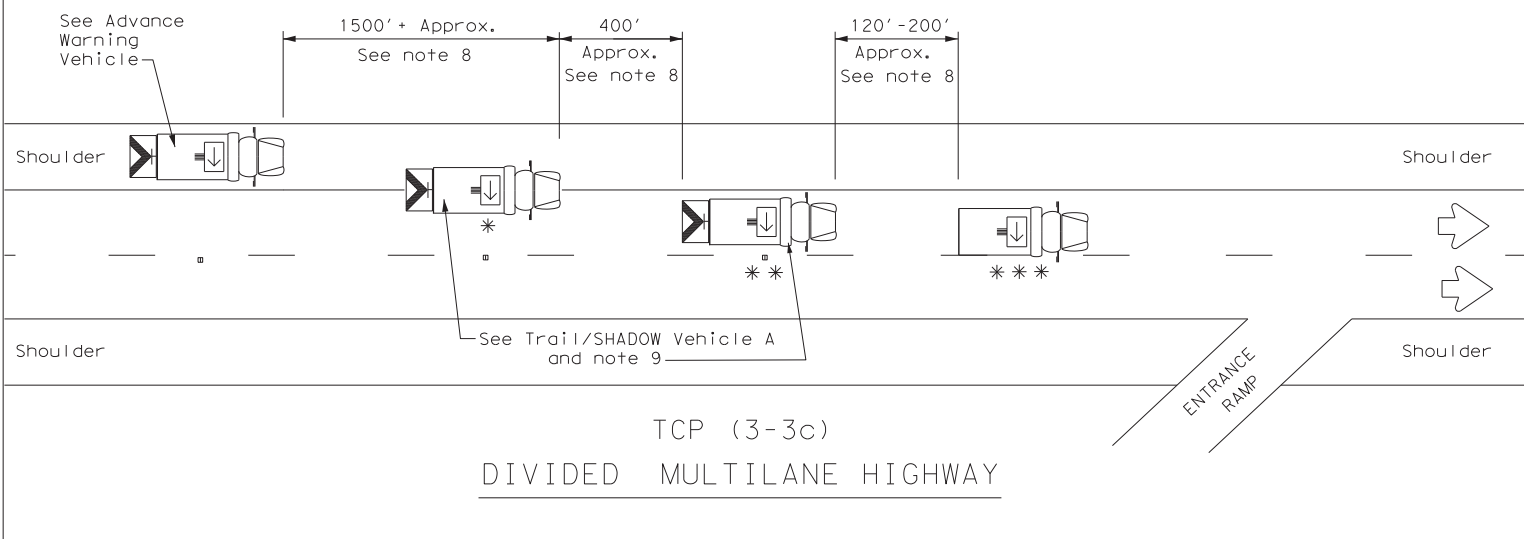 See Advance
Warning
Vehicle
1500'+ Approx.
See note 8
400'
Approx.
See note 8
120'-200'
Approx.
See note 8
Shoulder
Shoulder
*
* *
* * *
See Trail/SHADOW Vehicle A
and note 9
Shoulder
Shoulder
ENTRANCE
RAMP
TCP (3-3c)
DIVIDED MULTILANE HIGHWAY